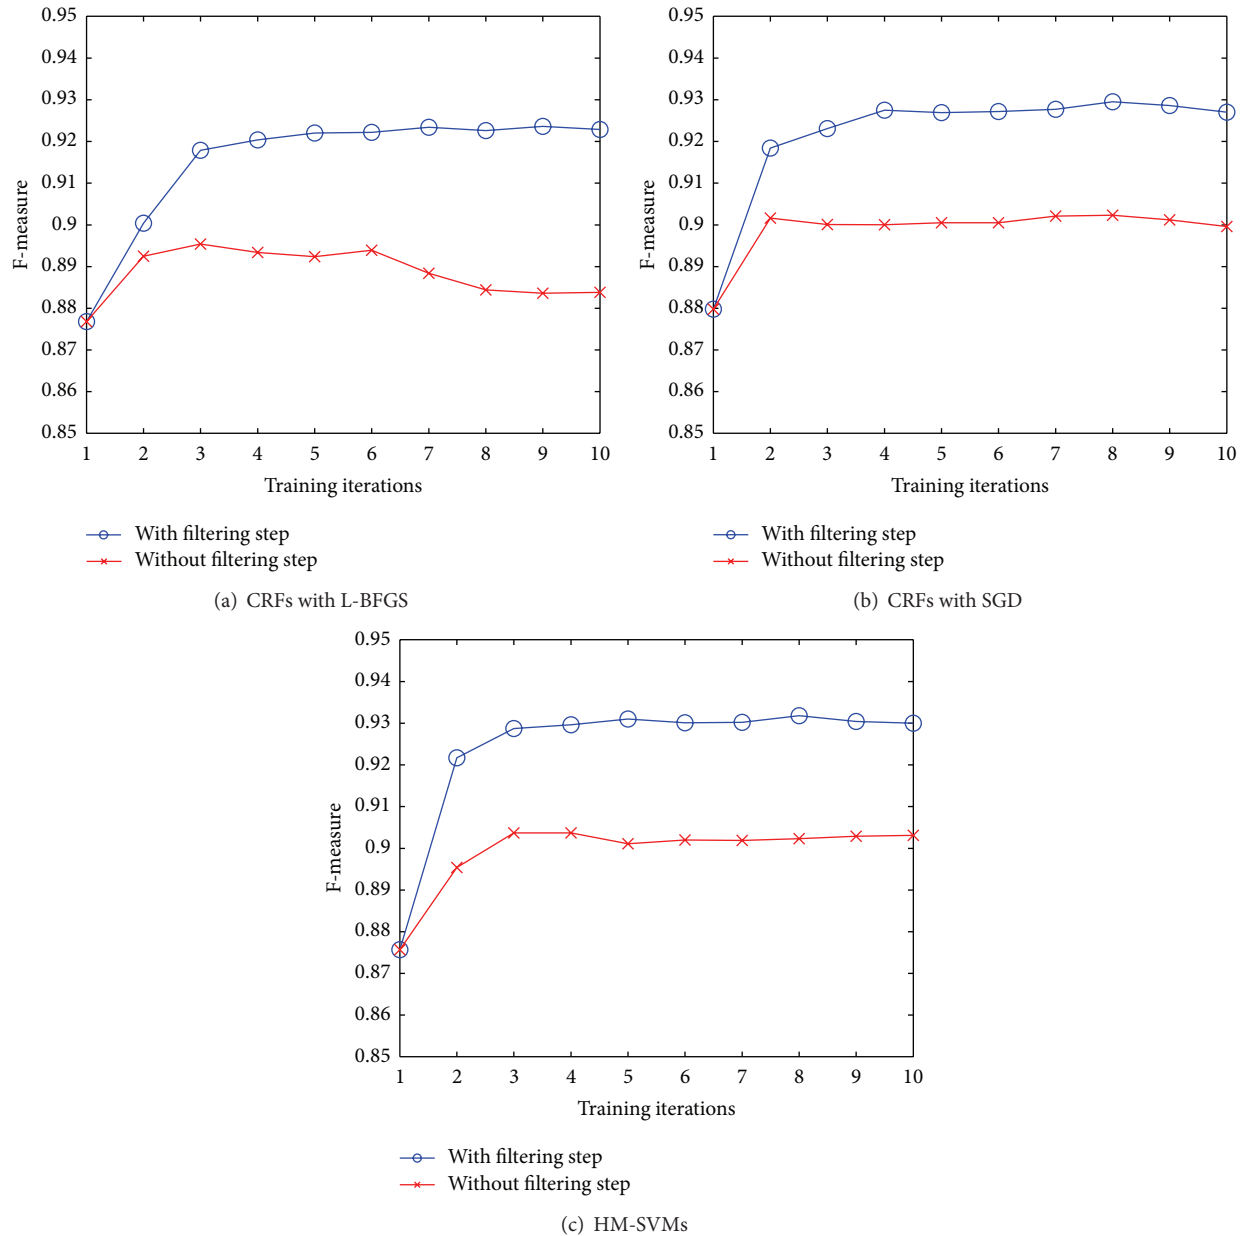 0.95
0.94
0.93
0.92
0.91
0.9
0.89
0.88
0.87
0.86
0.85
F-measure
1 2 3 4 5 6 7 8 9 10
Training iterations
With filtering step
Without filtering step
(a) CRFs with L-BFGS
0.95
0.94
0.93
0.92
0.91
0.9
0.89
0.88
0.87
0.86
0.85
F-measure
1 2 3 4 5 6 7 8 9 10
Training iterations
With filtering step
Without filtering step
(b) CRFs with SGD
0.95
0.94
0.93
0.92
0.91
0.9
0.89
0.88
0.87
0.86
0.85
F-measure
1 2 3 4 5 6 7 8 9 10
Training iterations
With filtering step
Without filtering step
(c) HM-SVMs